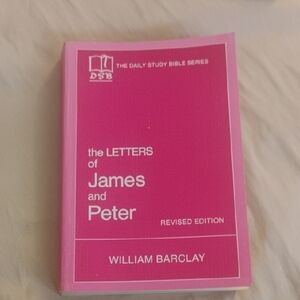 DSB
THE DAILY STUDY BIBLE SERIES
the LETTERS
of
James
and
Peter
REVISED EDITION
WILLIAM BARCLAY